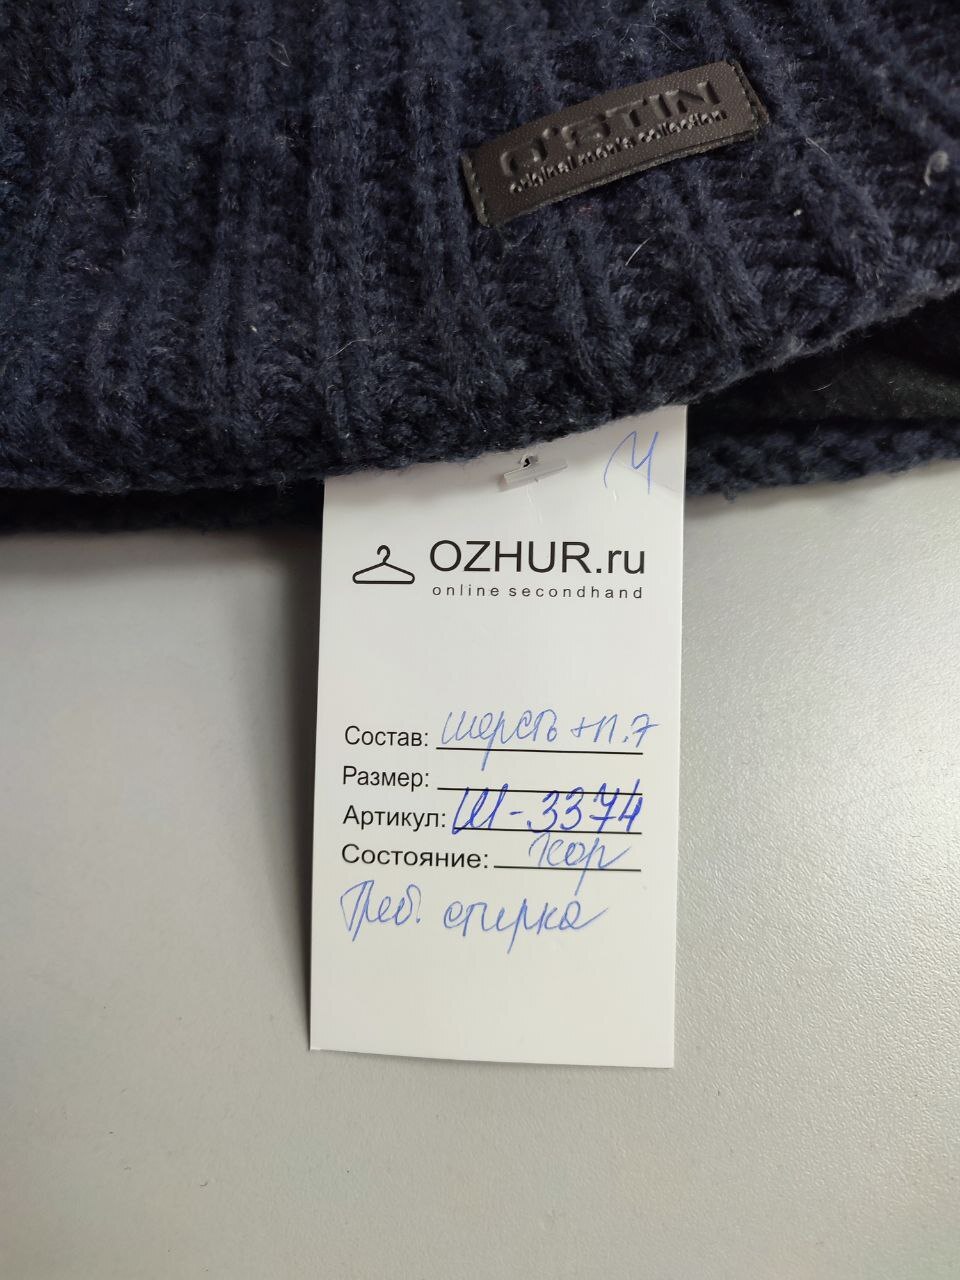 O'STIN
original men's collection
Ч
OZHUR.ru
online secondhand
Состав: шерсть + п.э
Размер:
Артикул: Ш-3374
Состояние: хор
Треб. стирка